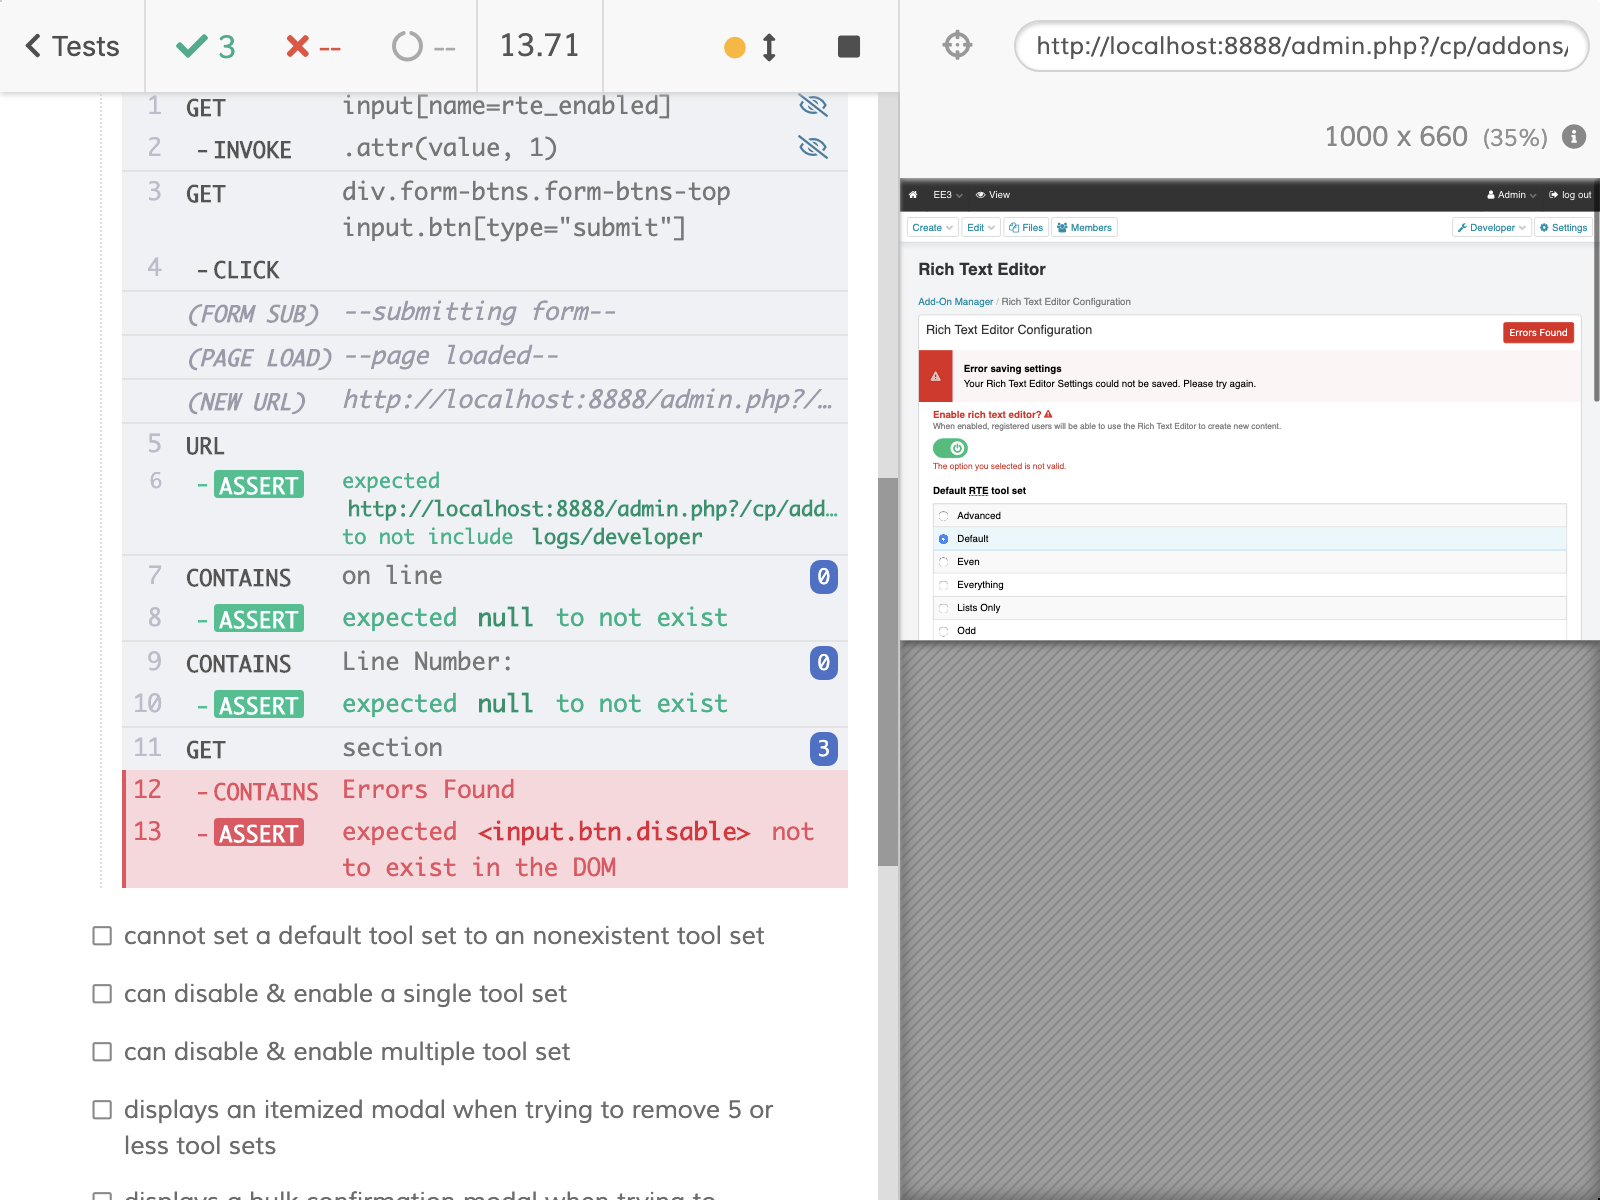 Tests
3
--
--
13.71
http://localhost:8888/admin.php?/cp/addons/
1000 x 660 (35%)
1 GET input[name=rte_enabled]
2 -INVOKE .attr(value, 1)
3 GET div.form-btns.form-btns-top
input.btn[type="submit"]
4 -CLICK
(FORM SUB) --submitting form--
(PAGE LOAD) --page loaded--
(NEW URL) http://localhost:8888/admin.php?/…
5 URL
6 -ASSERT expected
http://localhost:8888/admin.php?/cp/add…
to not include logs/developer
7 CONTAINS on line 0
8 -ASSERT expected null to not exist
9 CONTAINS Line Number: 0
10 -ASSERT expected null to not exist
11 GET section 3
12 -CONTAINS Errors Found
13 -ASSERT expected <input.btn.disable> not
to exist in the DOM
cannot set a default tool set to an nonexistent tool set
can disable & enable a single tool set
can disable & enable multiple tool set
displays an itemized modal when trying to remove 5 or
less tool sets
displays a bulk confirmation modal when trying to
EE3 View Admin log out
Create Edit Files Members Developer Settings
Rich Text Editor
Add-On Manager / Rich Text Editor Configuration
Rich Text Editor Configuration
Errors Found
Error saving settings
Your Rich Text Editor Settings could not be saved. Please try again.
Enable rich text editor?
When enabled, registered users will be able to use the Rich Text Editor to create new content.
The option you selected is not valid.
Default RTE tool set
Advanced
Default
Even
Everything
Lists Only
Odd